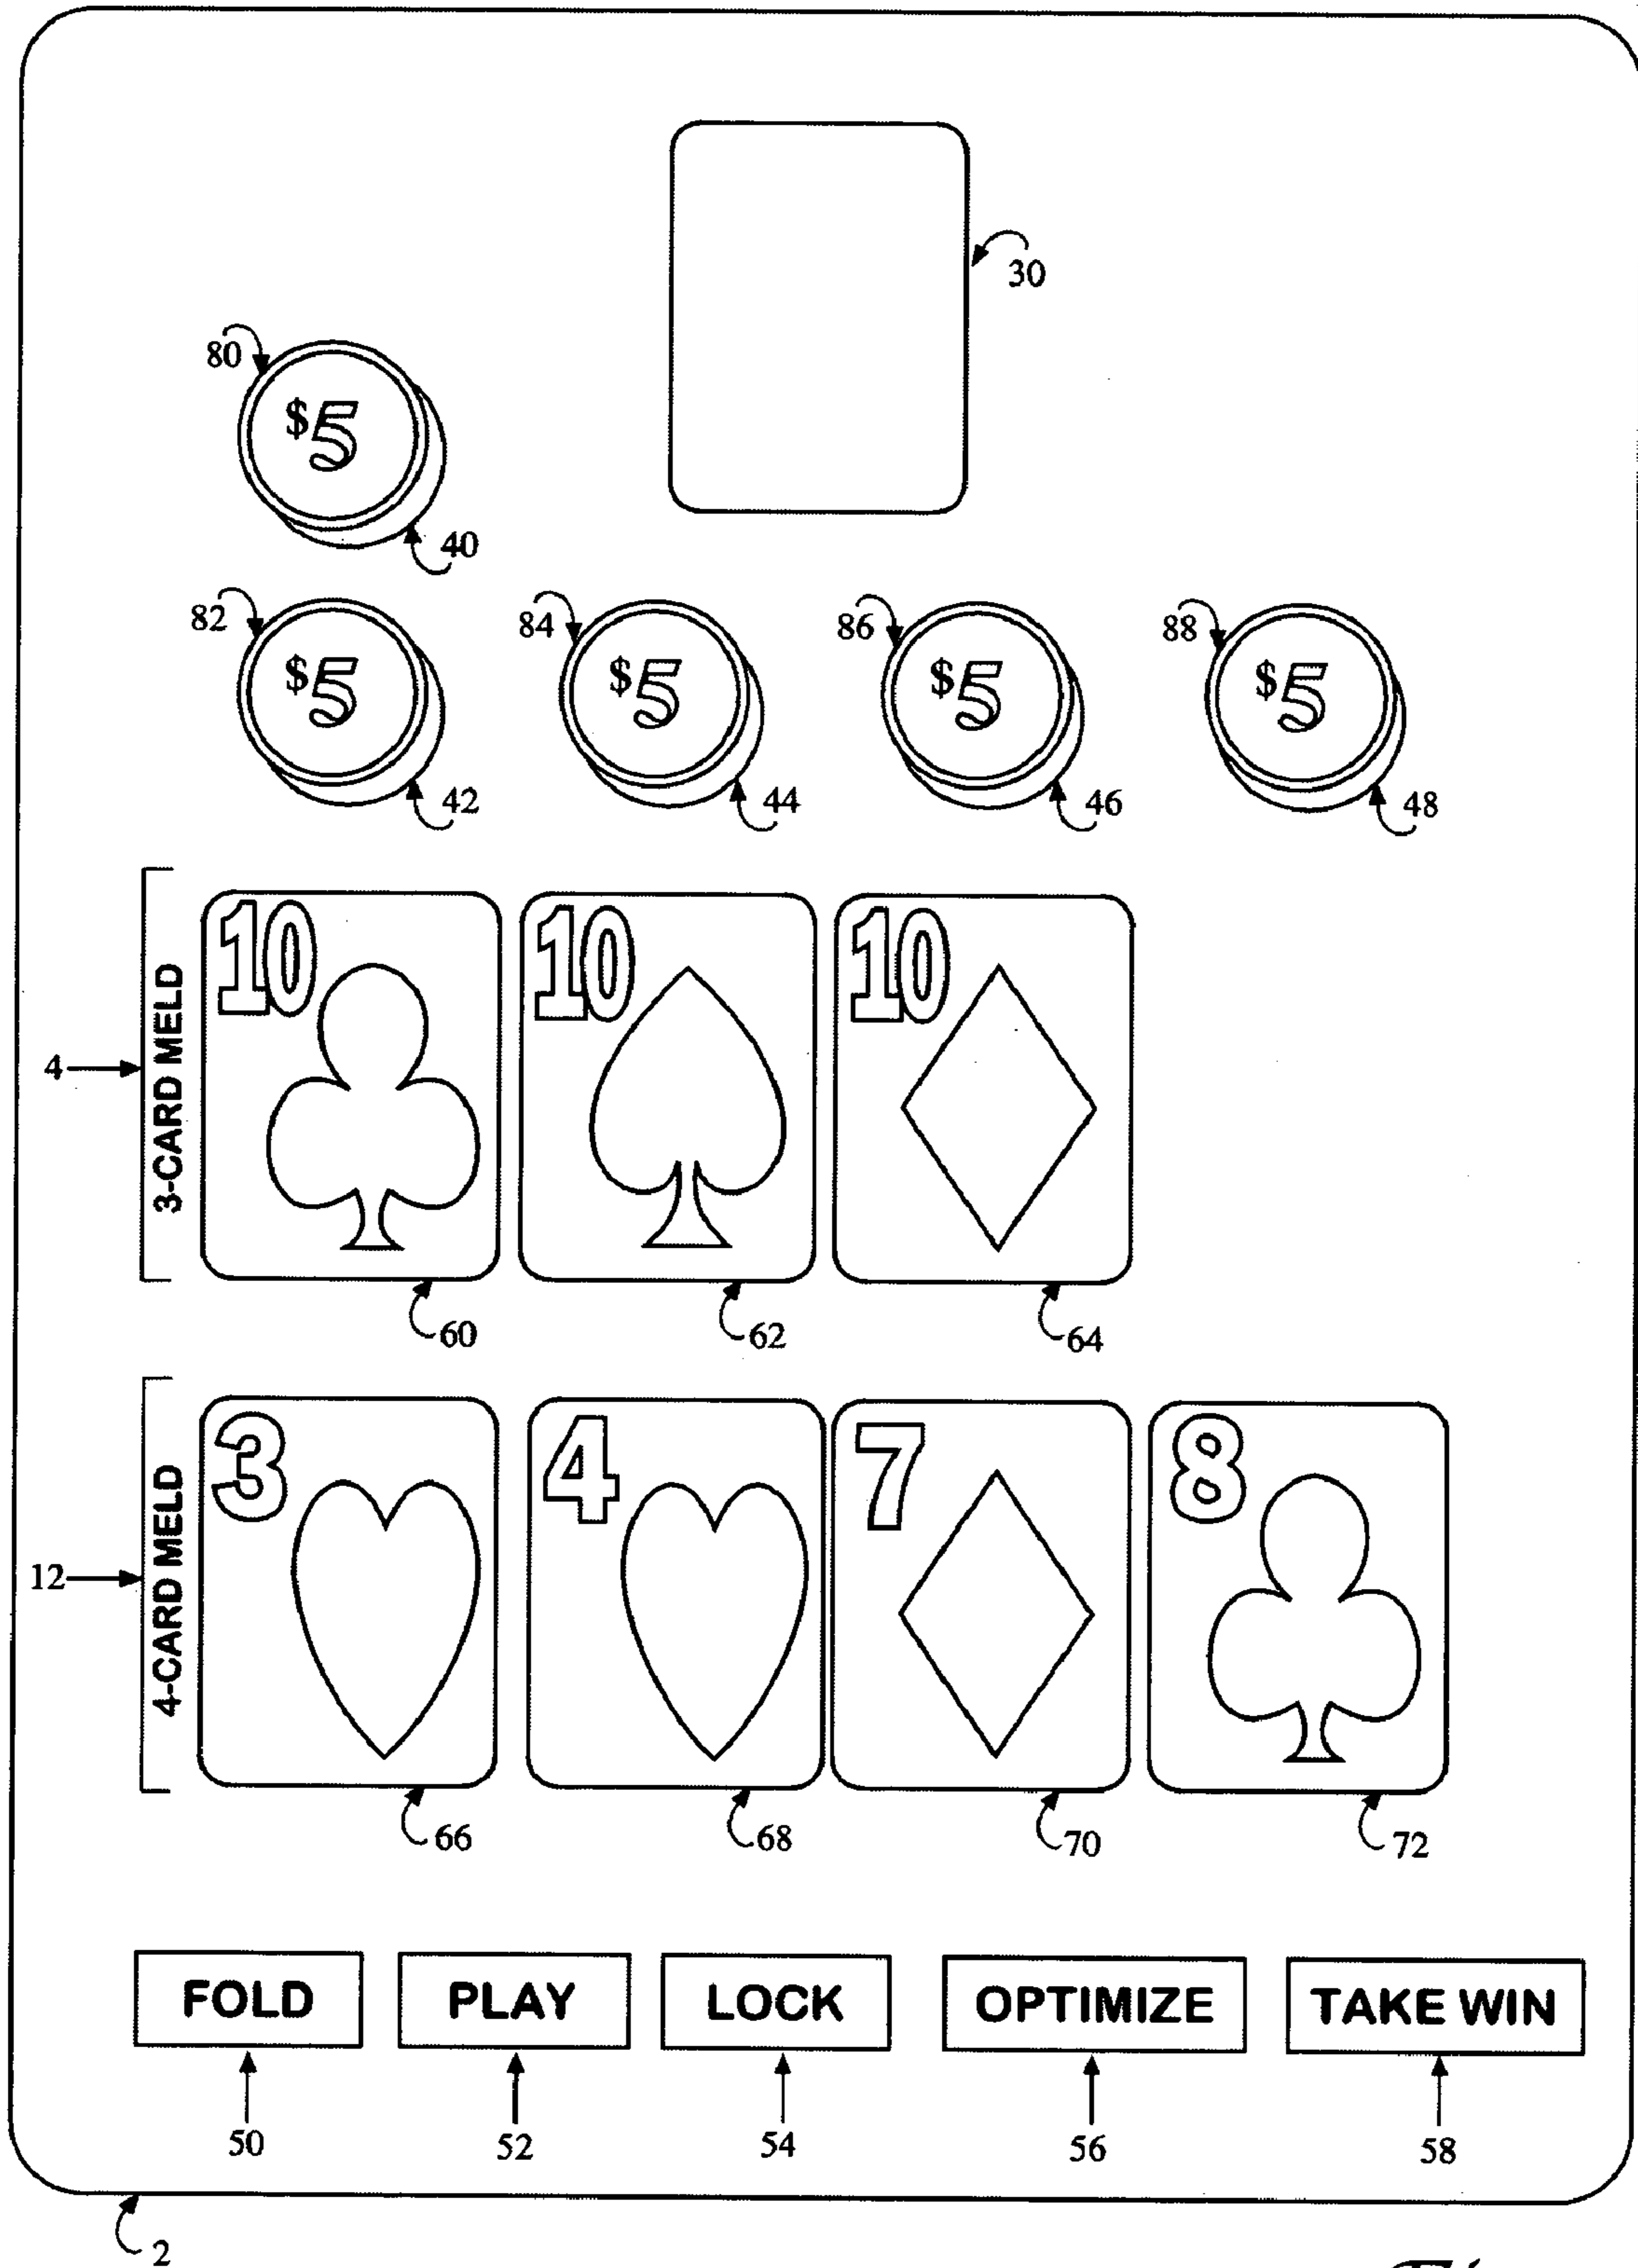 30
80
$5
40
82
84
86
88
$5 $5 $5 $5
42
44
46
48
3-CARD MELD
10 10 10
4
60 62 64
4-CARD MELD
3 4 7 8
12
66 68 70 72
FOLD PLAY LOCK OPTIMIZE TAKE WIN
50 52 54 56 58
2